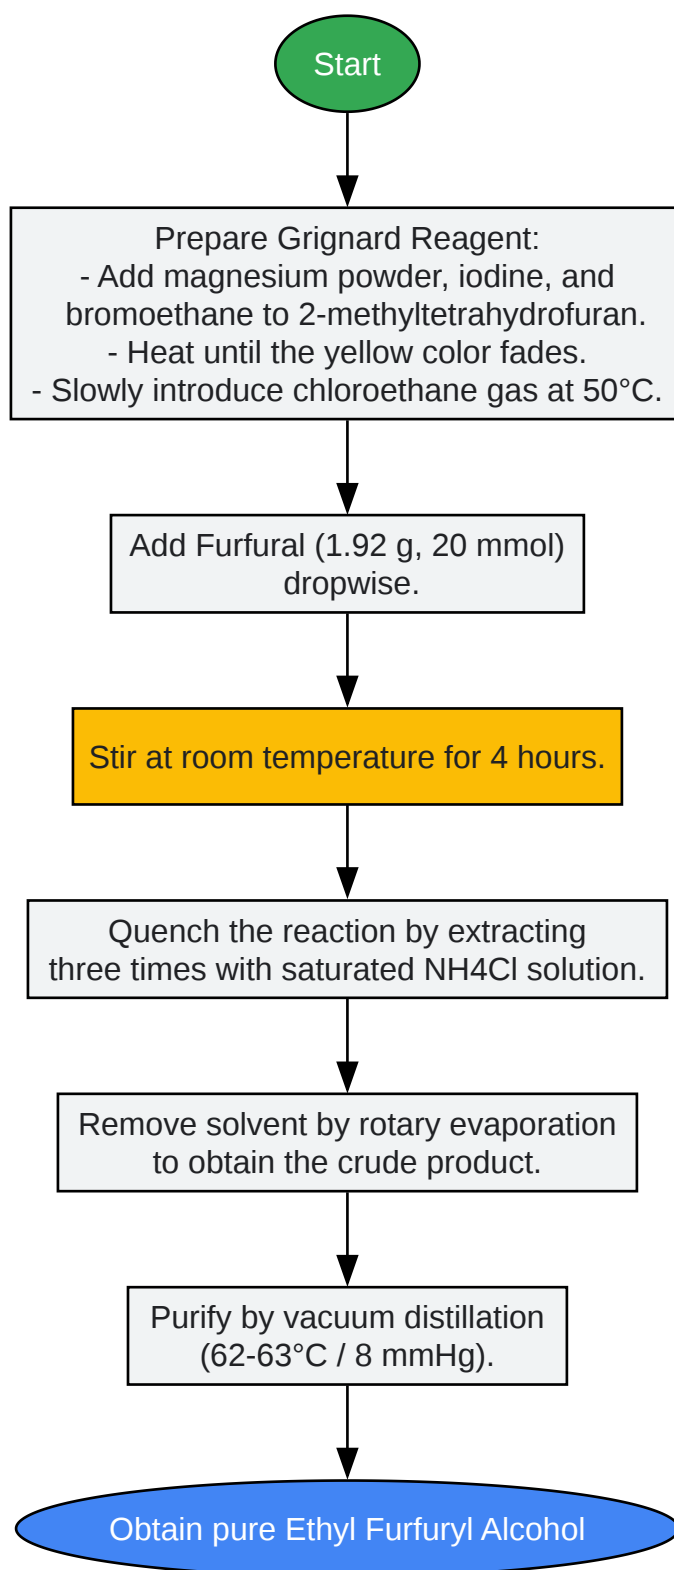 Start
Prepare Grignard Reagent:
- Add magnesium powder, iodine, and
bromoethane to 2-methyltetrahydrofuran.
- Heat until the yellow color fades.
- Slowly introduce chloroethane gas at 50°C.
Add Furfural (1.92 g, 20 mmol)
dropwise.
Stir at room temperature for 4 hours.
Quench the reaction by extracting
three times with saturated NH4Cl solution.
Remove solvent by rotary evaporation
to obtain the crude product.
Purify by vacuum distillation
(62-63°C / 8 mmHg).
Obtain pure Ethyl Furfuryl Alcohol